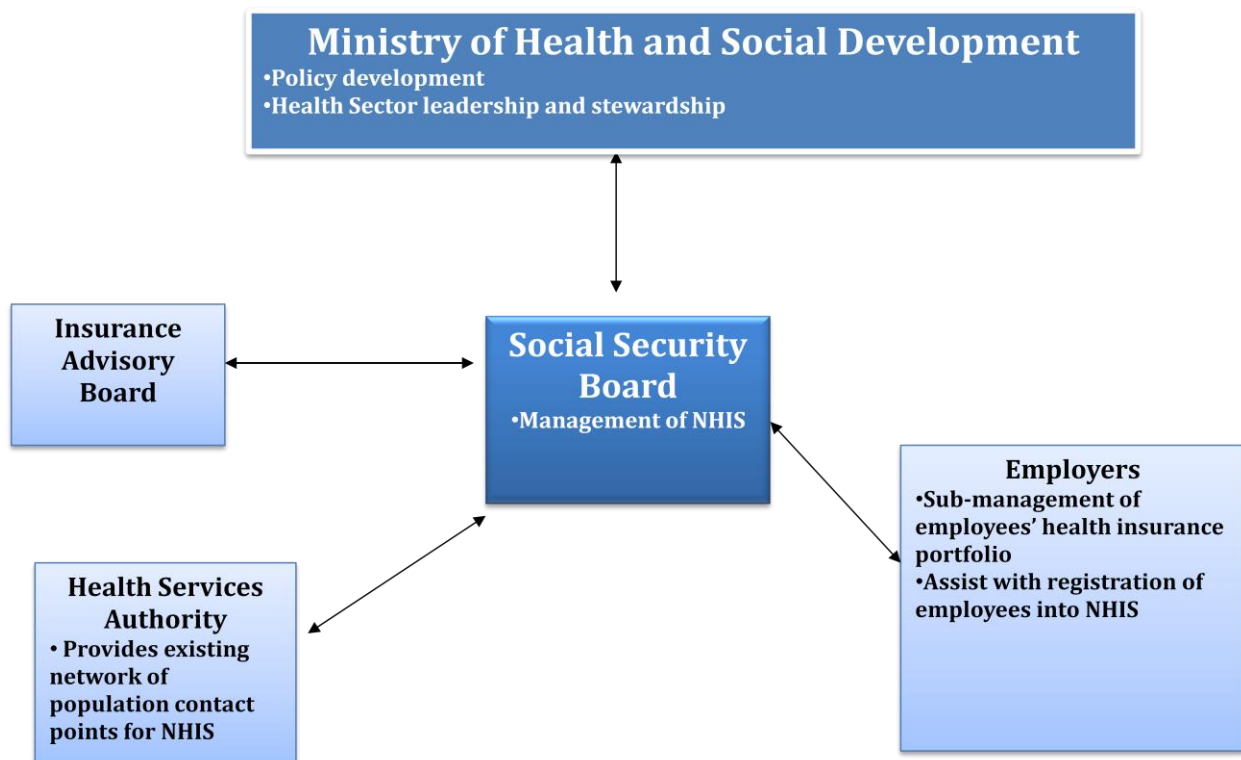 Ministry of Health and Social Development
•Policy development
•Health Sector leadership and stewardship
Insurance
Advisory
Board
Social Security
Board
•Management of NHIS
Employers
•Sub-management of
employees’ health insurance
portfolio
•Assist with registration of
employees into NHIS
Health Services
Authority
• Provides existing
network of
population contact
points for NHIS